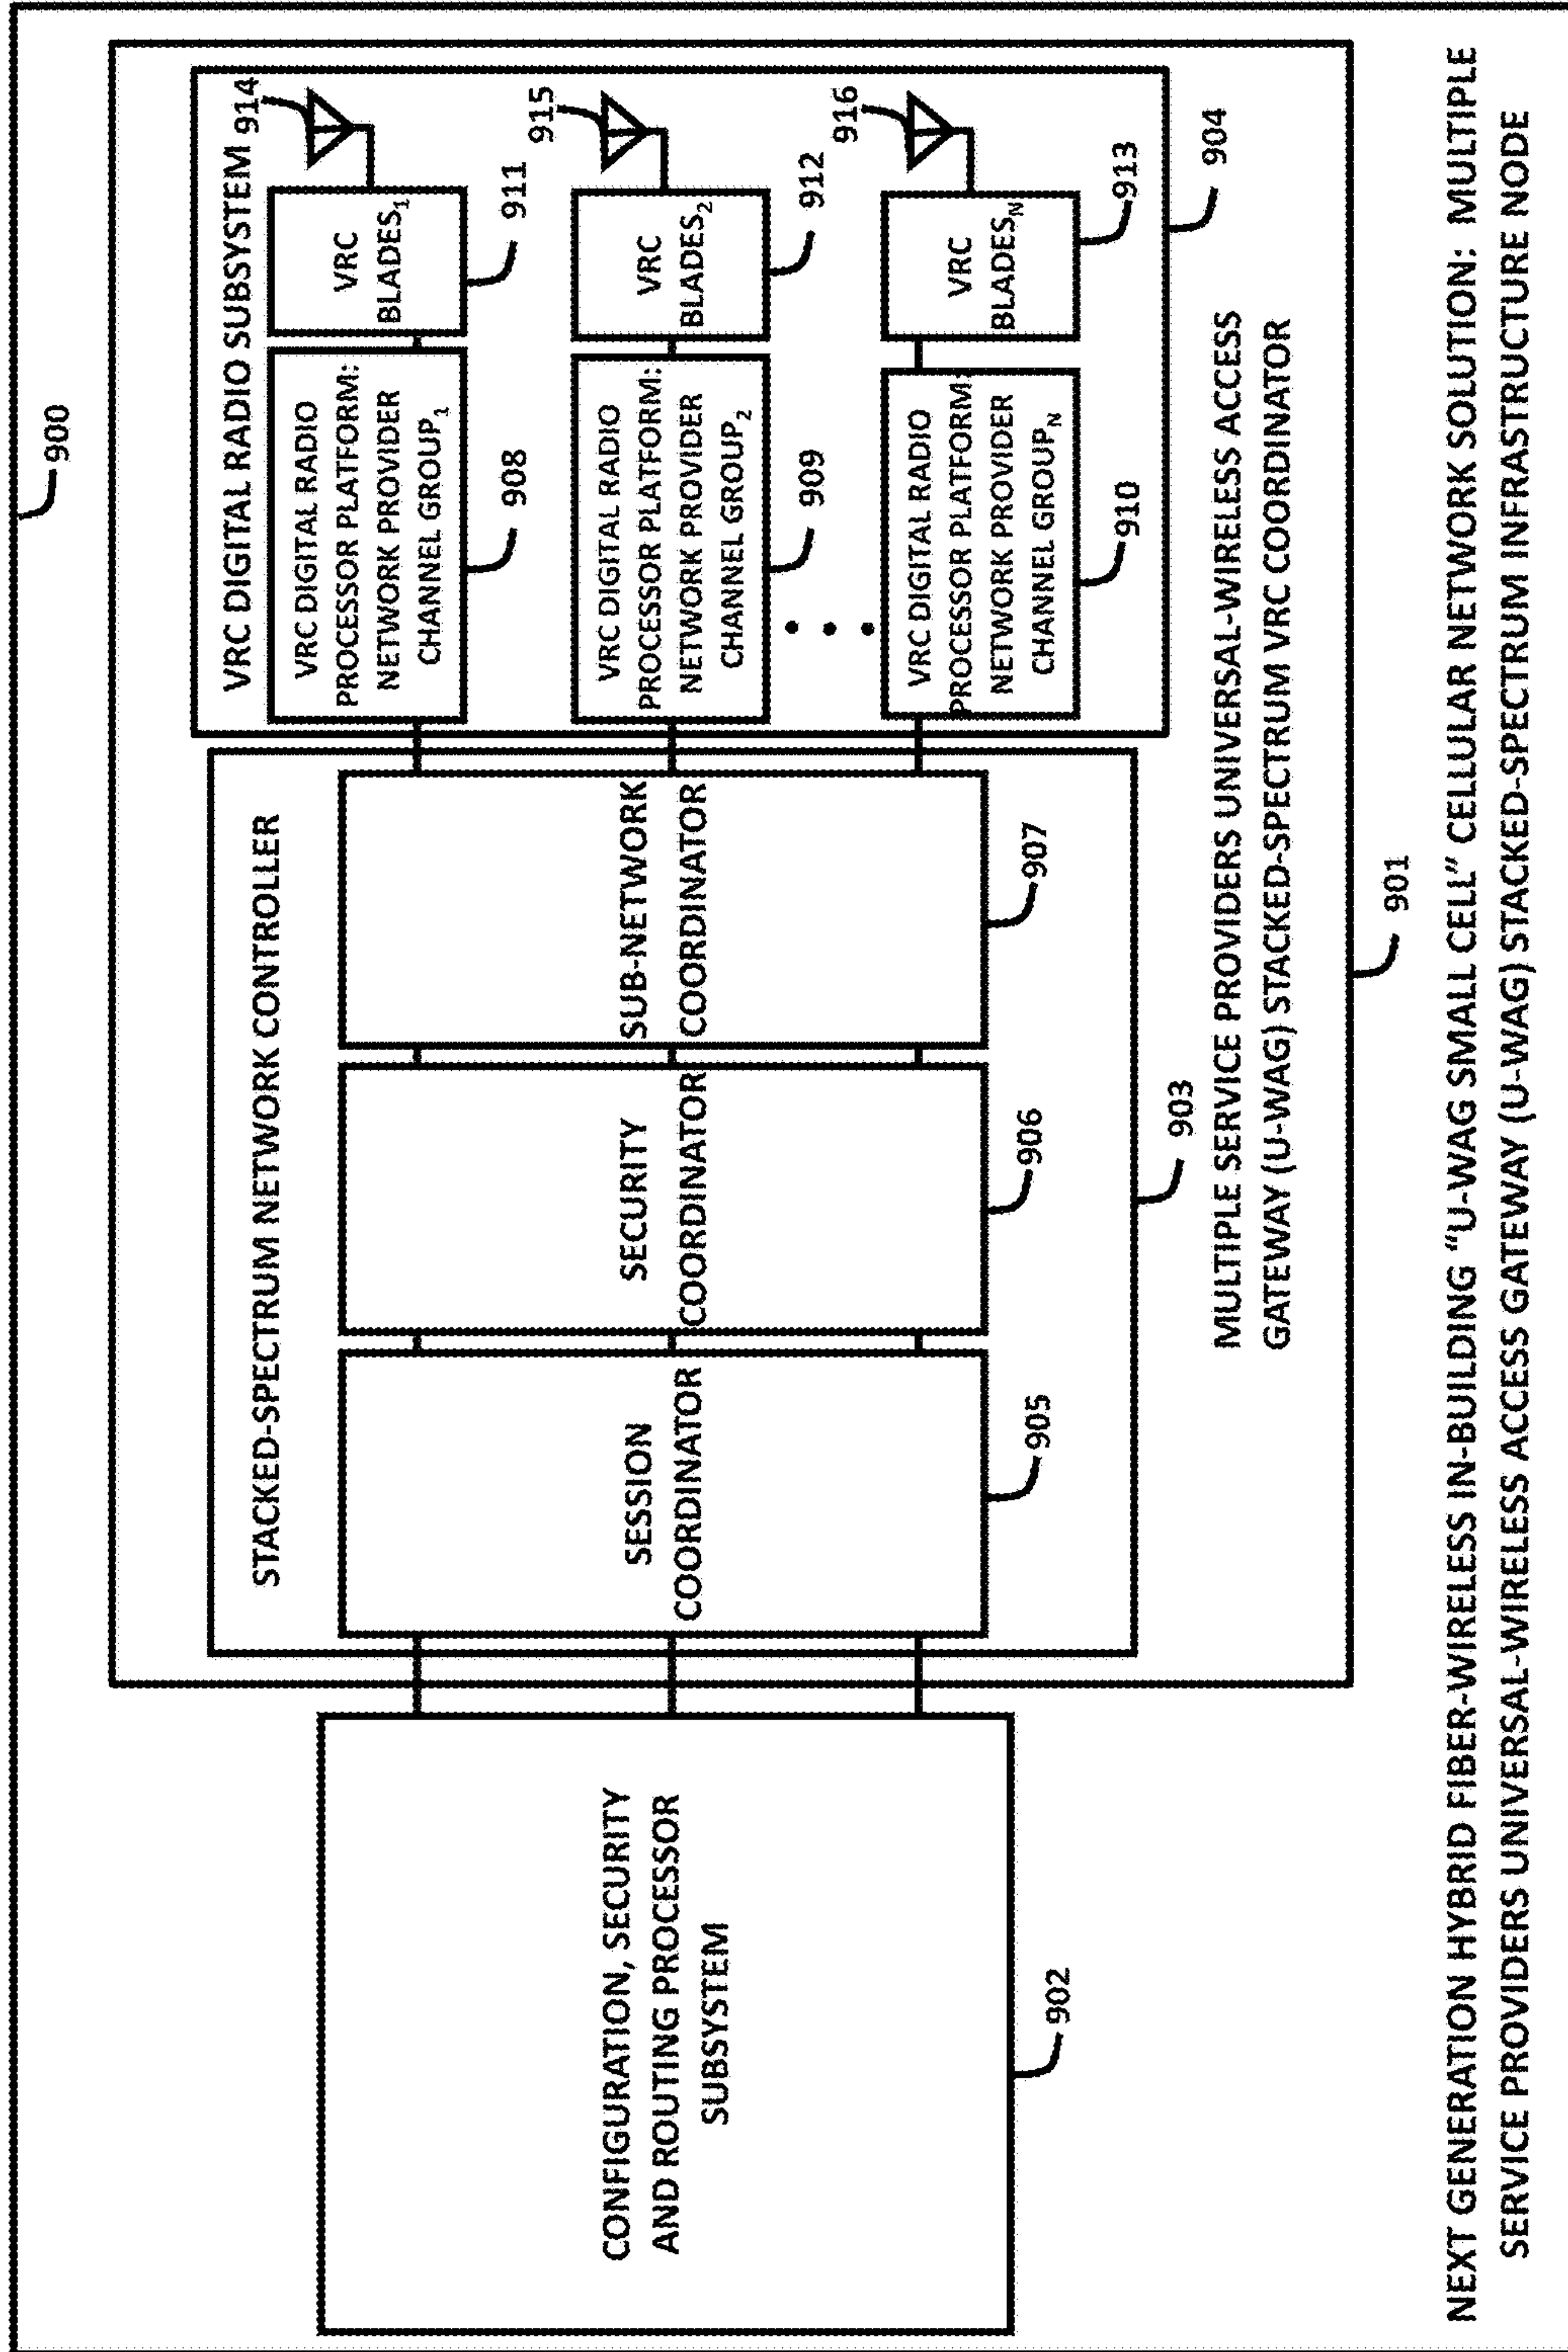 900
VRC DIGITAL RADIO SUBSYSTEM
914
VRC DIGITAL RADIO
PROCESSOR PLATFORM:
NETWORK PROVIDER
CHANNEL GROUP1
908
VRC
BLADES1
911
915
VRC DIGITAL RADIO
PROCESSOR PLATFORM:
NETWORK PROVIDER
CHANNEL GROUP2
909
VRC
BLADES2
912
916
VRC DIGITAL RADIO
PROCESSOR PLATFORM:
NETWORK PROVIDER
CHANNEL GROUPN
910
VRC
BLADESN
913
904
STACKED-SPECTRUM NETWORK CONTROLLER
SESSION
COORDINATOR
905
SECURITY
COORDINATOR
906
SUB-NETWORK
COORDINATOR
907
903
CONFIGURATION, SECURITY
AND ROUTING PROCESSOR
SUBSYSTEM
902
MULTIPLE SERVICE PROVIDERS UNIVERSAL-WIRELESS ACCESS
GATEWAY (U-WAG) STACKED-SPECTRUM VRC COORDINATOR
901
NEXT GENERATION HYBRID FIBER-WIRELESS IN-BUILDING "U-WAG SMALL CELL" CELLULAR NETWORK SOLUTION: MULTIPLE
SERVICE PROVIDERS UNIVERSAL-WIRELESS ACCESS GATEWAY (U-WAG) STACKED-SPECTRUM INFRASTRUCTURE NODE